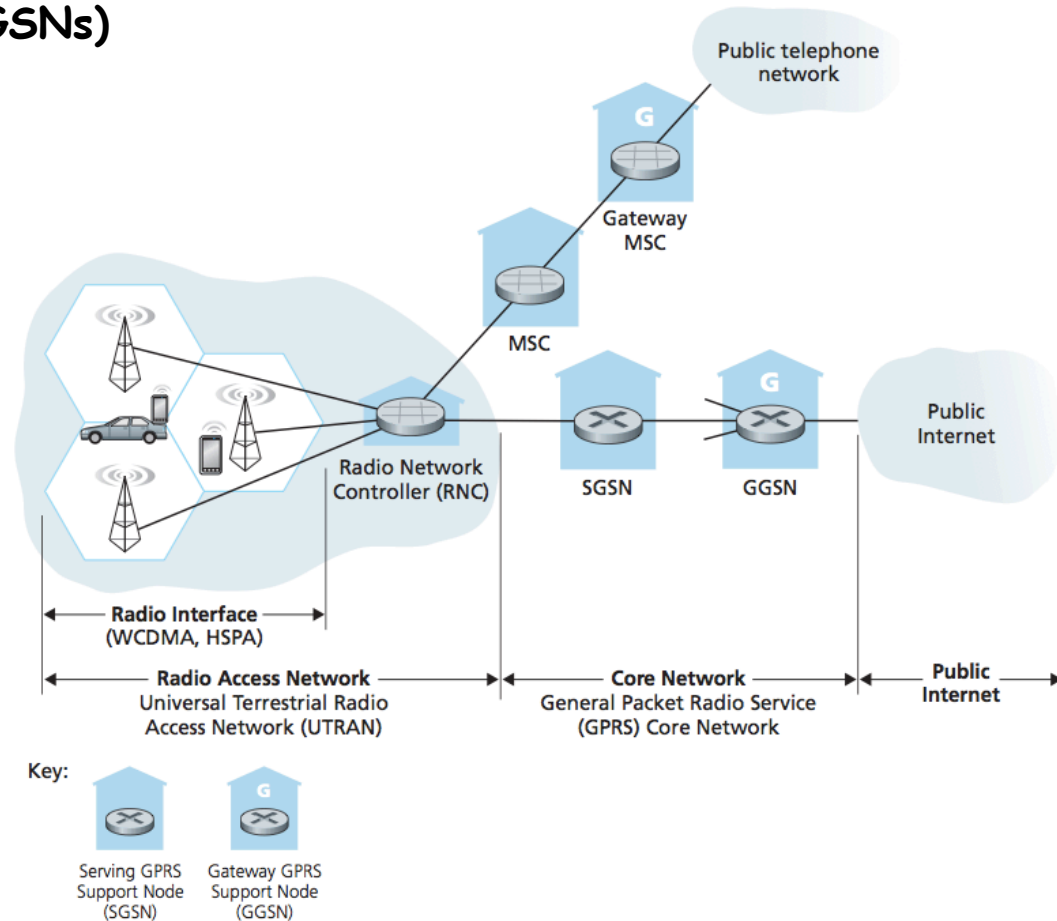 GSNs)
Public telephone
network
G
Gateway
MSC
MSC
G
Public
Internet
Radio Network
Controller (RNC)
SGSN
GGSN
Radio Interface
(WCDMA, HSPA)
Radio Access Network
Universal Terrestrial Radio
Access Network (UTRAN)
Core Network
General Packet Radio Service
(GPRS) Core Network
Public
Internet
Key:
G
Serving GPRS
Support Node
(SGSN)
Gateway GPRS
Support Node
(GGSN)